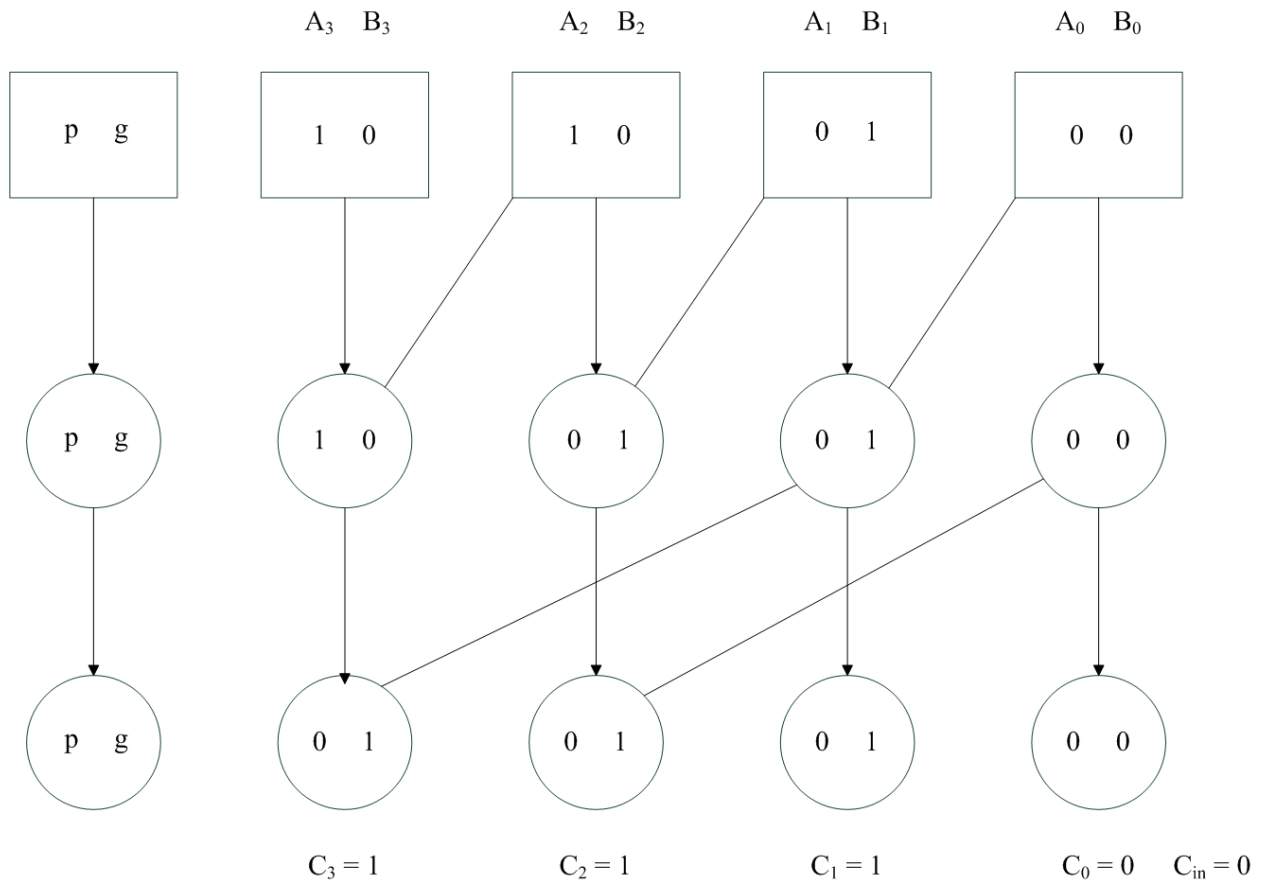 A₃ B₃ A₂ B₂ A₁ B₁ A₀ B₀
p g 1 0 1 0 0 1 0 0
p g 1 0 0 1 0 1 0 0
p g 0 1 0 1 0 1 0 0
C₃ = 1 C₂ = 1 C₁ = 1 C₀ = 0 Cᵢₙ = 0